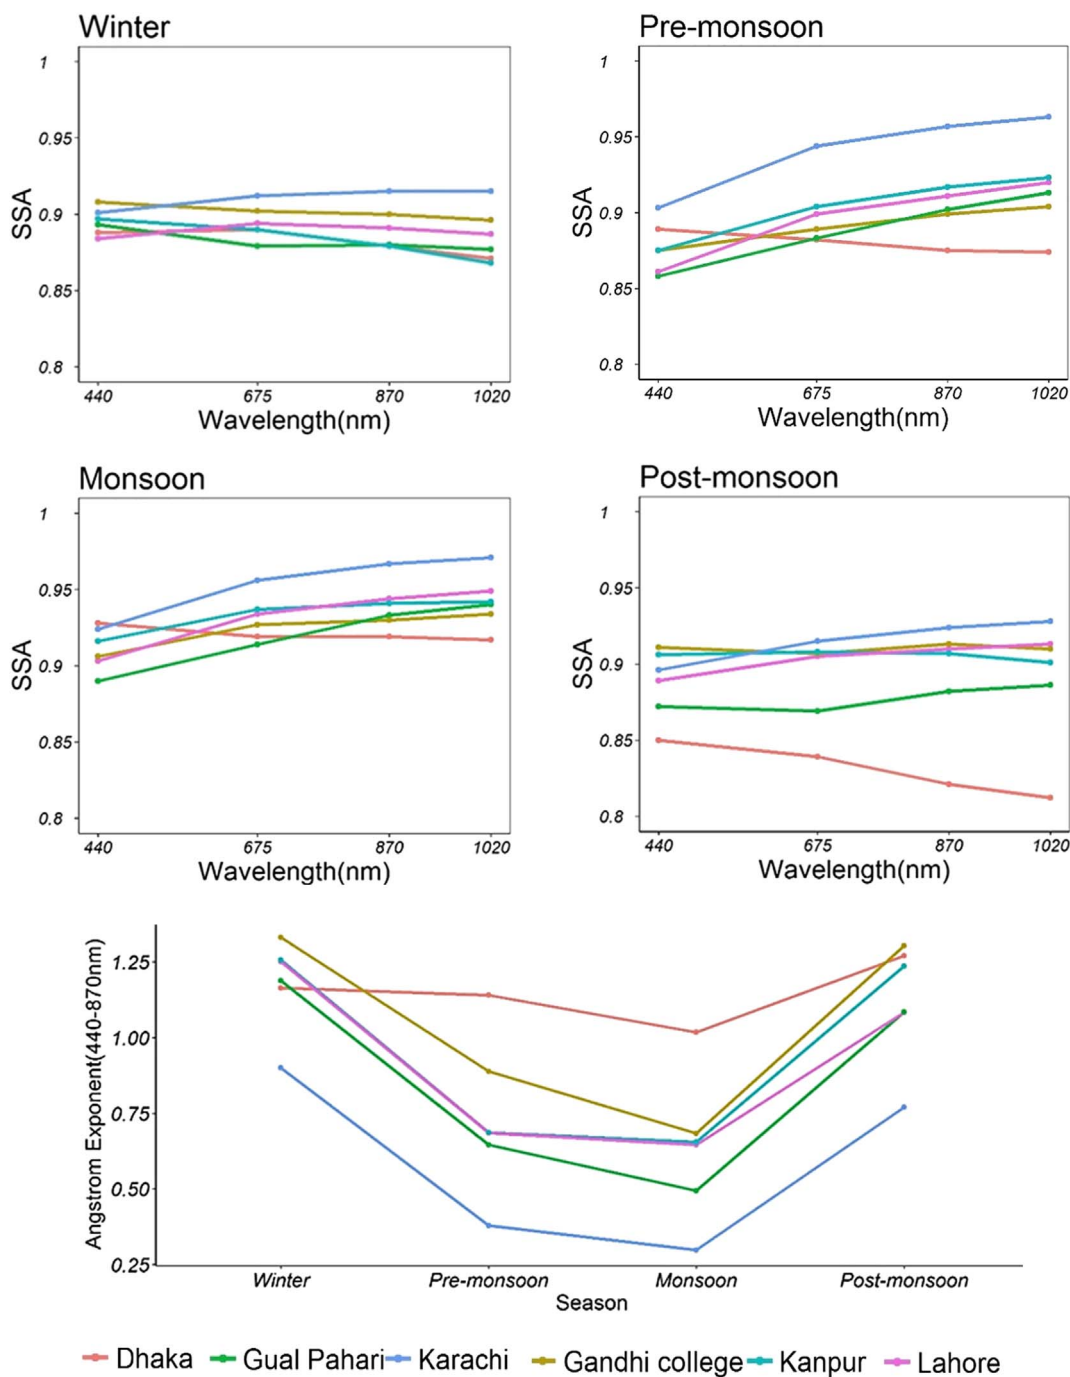 Winter
1
0.95
0.9
0.85
0.8
SSA
440 675 870 1020
Wavelength(nm)
Pre-monsoon
1
0.95
0.9
0.85
0.8
SSA
440 675 870 1020
Wavelength(nm)
Monsoon
1
0.95
0.9
0.85
0.8
SSA
440 675 870 1020
Wavelength(nm)
Post-monsoon
1
0.95
0.9
0.85
0.8
SSA
440 675 870 1020
Wavelength(nm)
Angstrom Exponent(440-870nm)
1.25
1.00
0.75
0.50
0.25
Winter Pre-monsoon Monsoon Post-monsoon
Season
Dhaka Gual Pahari Karachi Gandhi college Kanpur Lahore